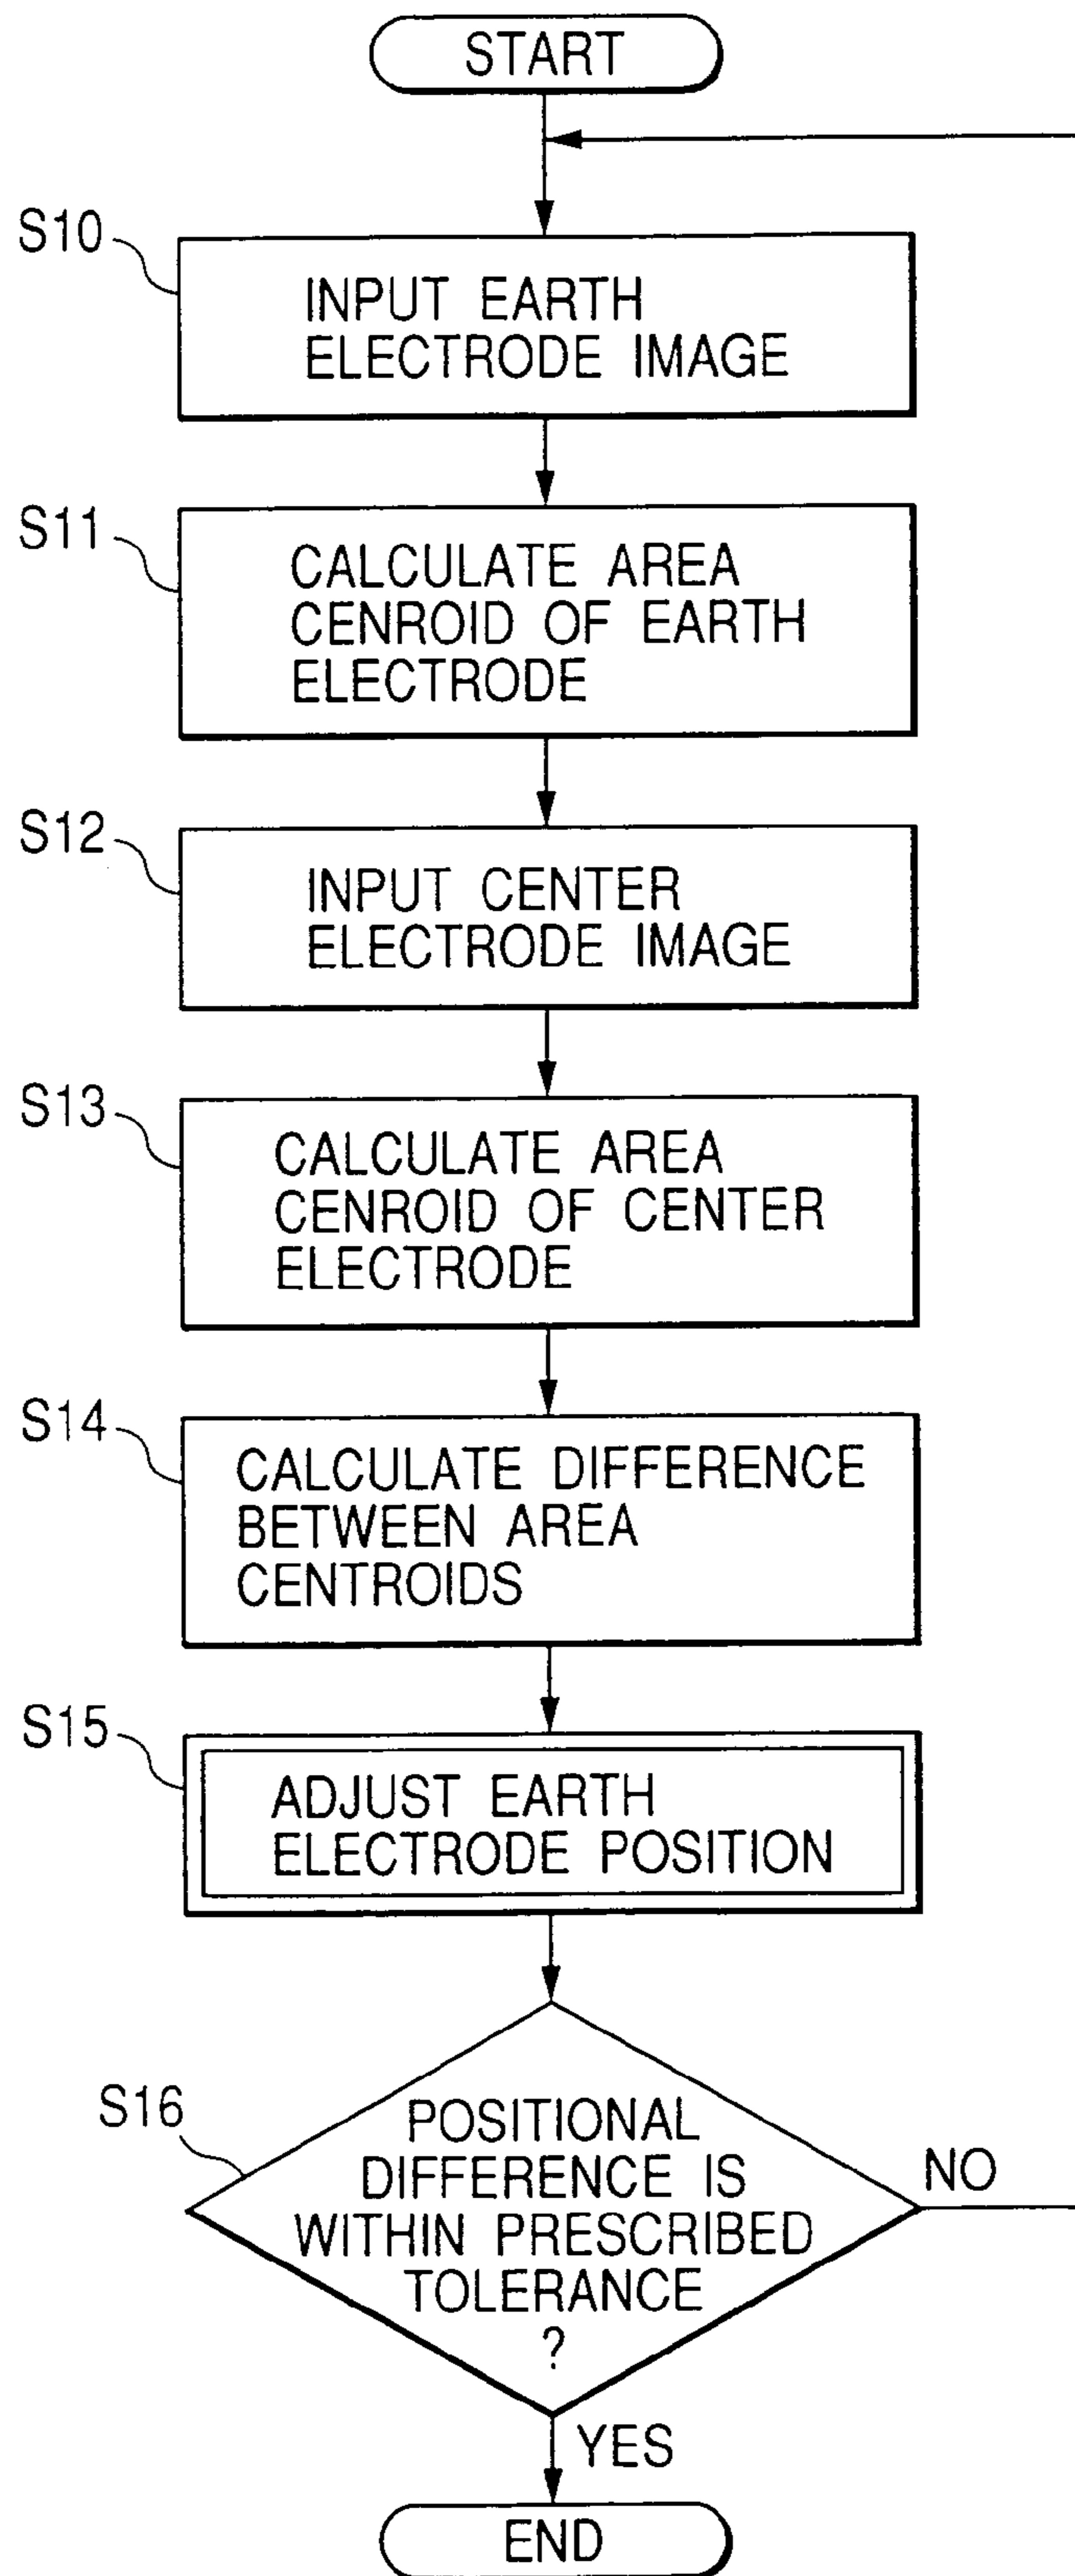 START
S10
INPUT EARTH
ELECTRODE IMAGE
S11
CALCULATE AREA
CENROID OF EARTH
ELECTRODE
S12
INPUT CENTER
ELECTRODE IMAGE
S13
CALCULATE AREA
CENROID OF CENTER
ELECTRODE
S14
CALCULATE DIFFERENCE
BETWEEN AREA
CENTROIDS
S15
ADJUST EARTH
ELECTRODE POSITION
S16
POSITIONAL
DIFFERENCE IS
WITHIN PRESCRIBED
TOLERANCE
?
NO
YES
END